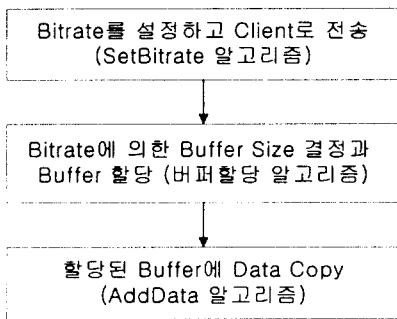 Bitrate를 설정하고 Client로 전송
(SetBitrate 알고리즘)
Bitrate에 의한 Buffer Size 결정과
Buffer 할당 (버퍼할당 알고리즘)
할당된 Buffer에 Data Copy
(AddData 알고리즘)